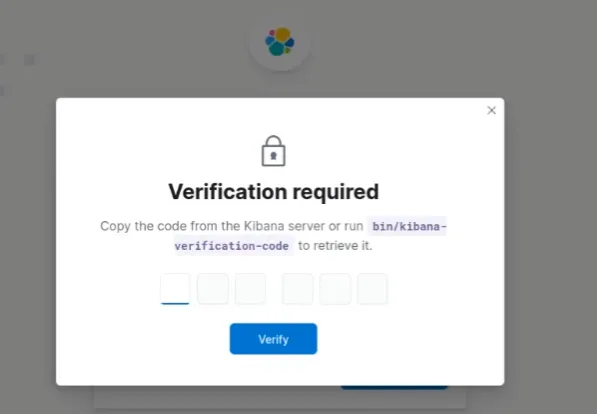 Verification required
Copy the code from the Kibana server or run bin/kibana-
verification-code to retrieve it.
Verify